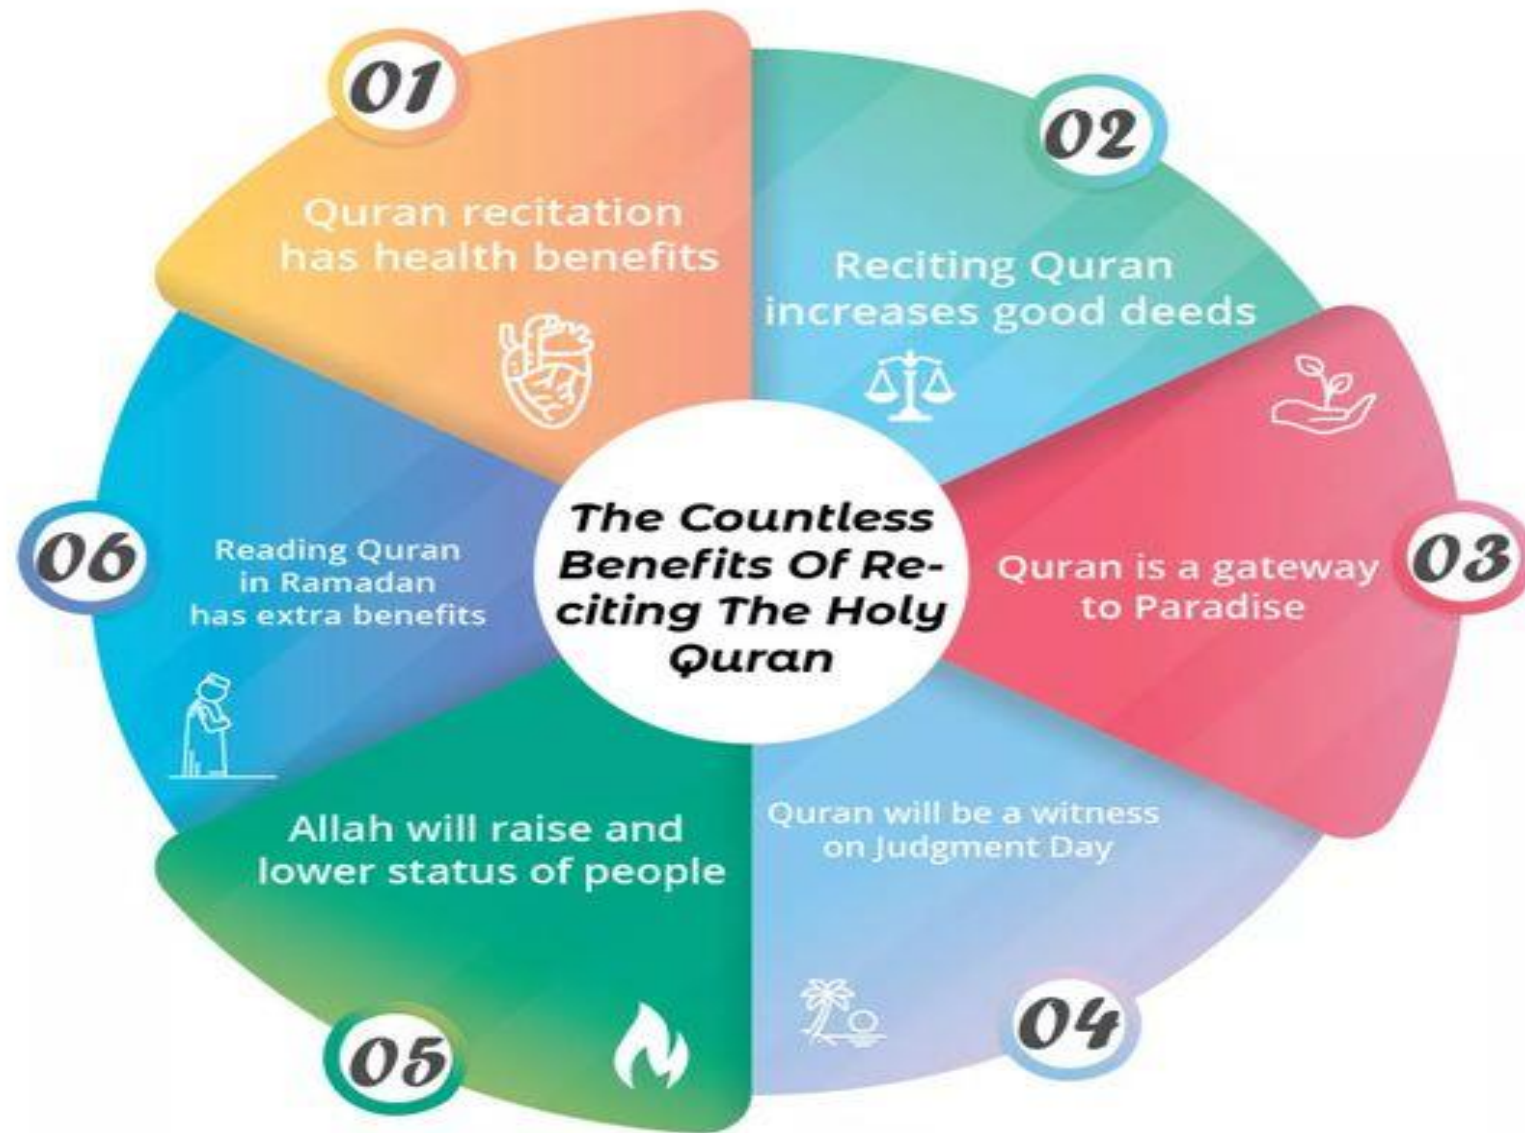 01
Quran recitation
has health benefits
02
Reciting Quran
increases good deeds
03
Quran is a gateway
to Paradise
04
Quran will be a witness
on Judgment Day
05
Allah will raise and
lower status of people
06
Reading Quran
in Ramadan
has extra benefits
The Countless
Benefits Of Re-
citing The Holy
Quran